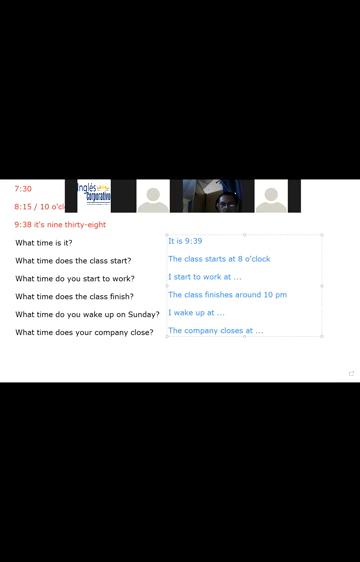 7:30
Inglés
Corporativo
8:15 / 10 o'cl
9:38 it's nine thirty-eight
What time is it?
It is 9:39
What time does the class start?
The class starts at 8 o'clock
What time do you start to work?
I start to work at ...
What time does the class finish?
The class finishes around 10 pm
What time do you wake up on Sunday?
I wake up at ...
What time does your company close?
The company closes at ...